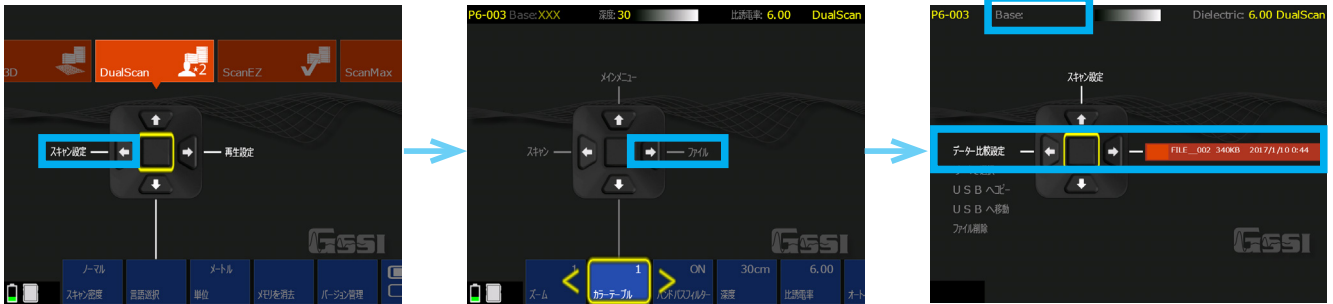 3D
DualScan
2
ScanEZ
ScanMax
スキャン設定
再生設定
GSSI
ノーマル
スキャン密度
言語選択
メートル
単位
メモリを消去
バージョン管理
P6-003 Base:XXX 深度: 30 比誘電率: 6.00 DualScan
メインメニュー
スキャン
ファイル
GSSI
1
ズーム
1
カラーテーブル
ON
バンドパスフィルター
30cm
深度
6.00
比誘電率
オート
P6-003 Base: Dielectric: 6.00 DualScan
スキャン設定
データー比較設定
FILE__002 340KB 2017/1/10 0:44
USBへコピー
USBへ移動
ファイル削除
GSSI